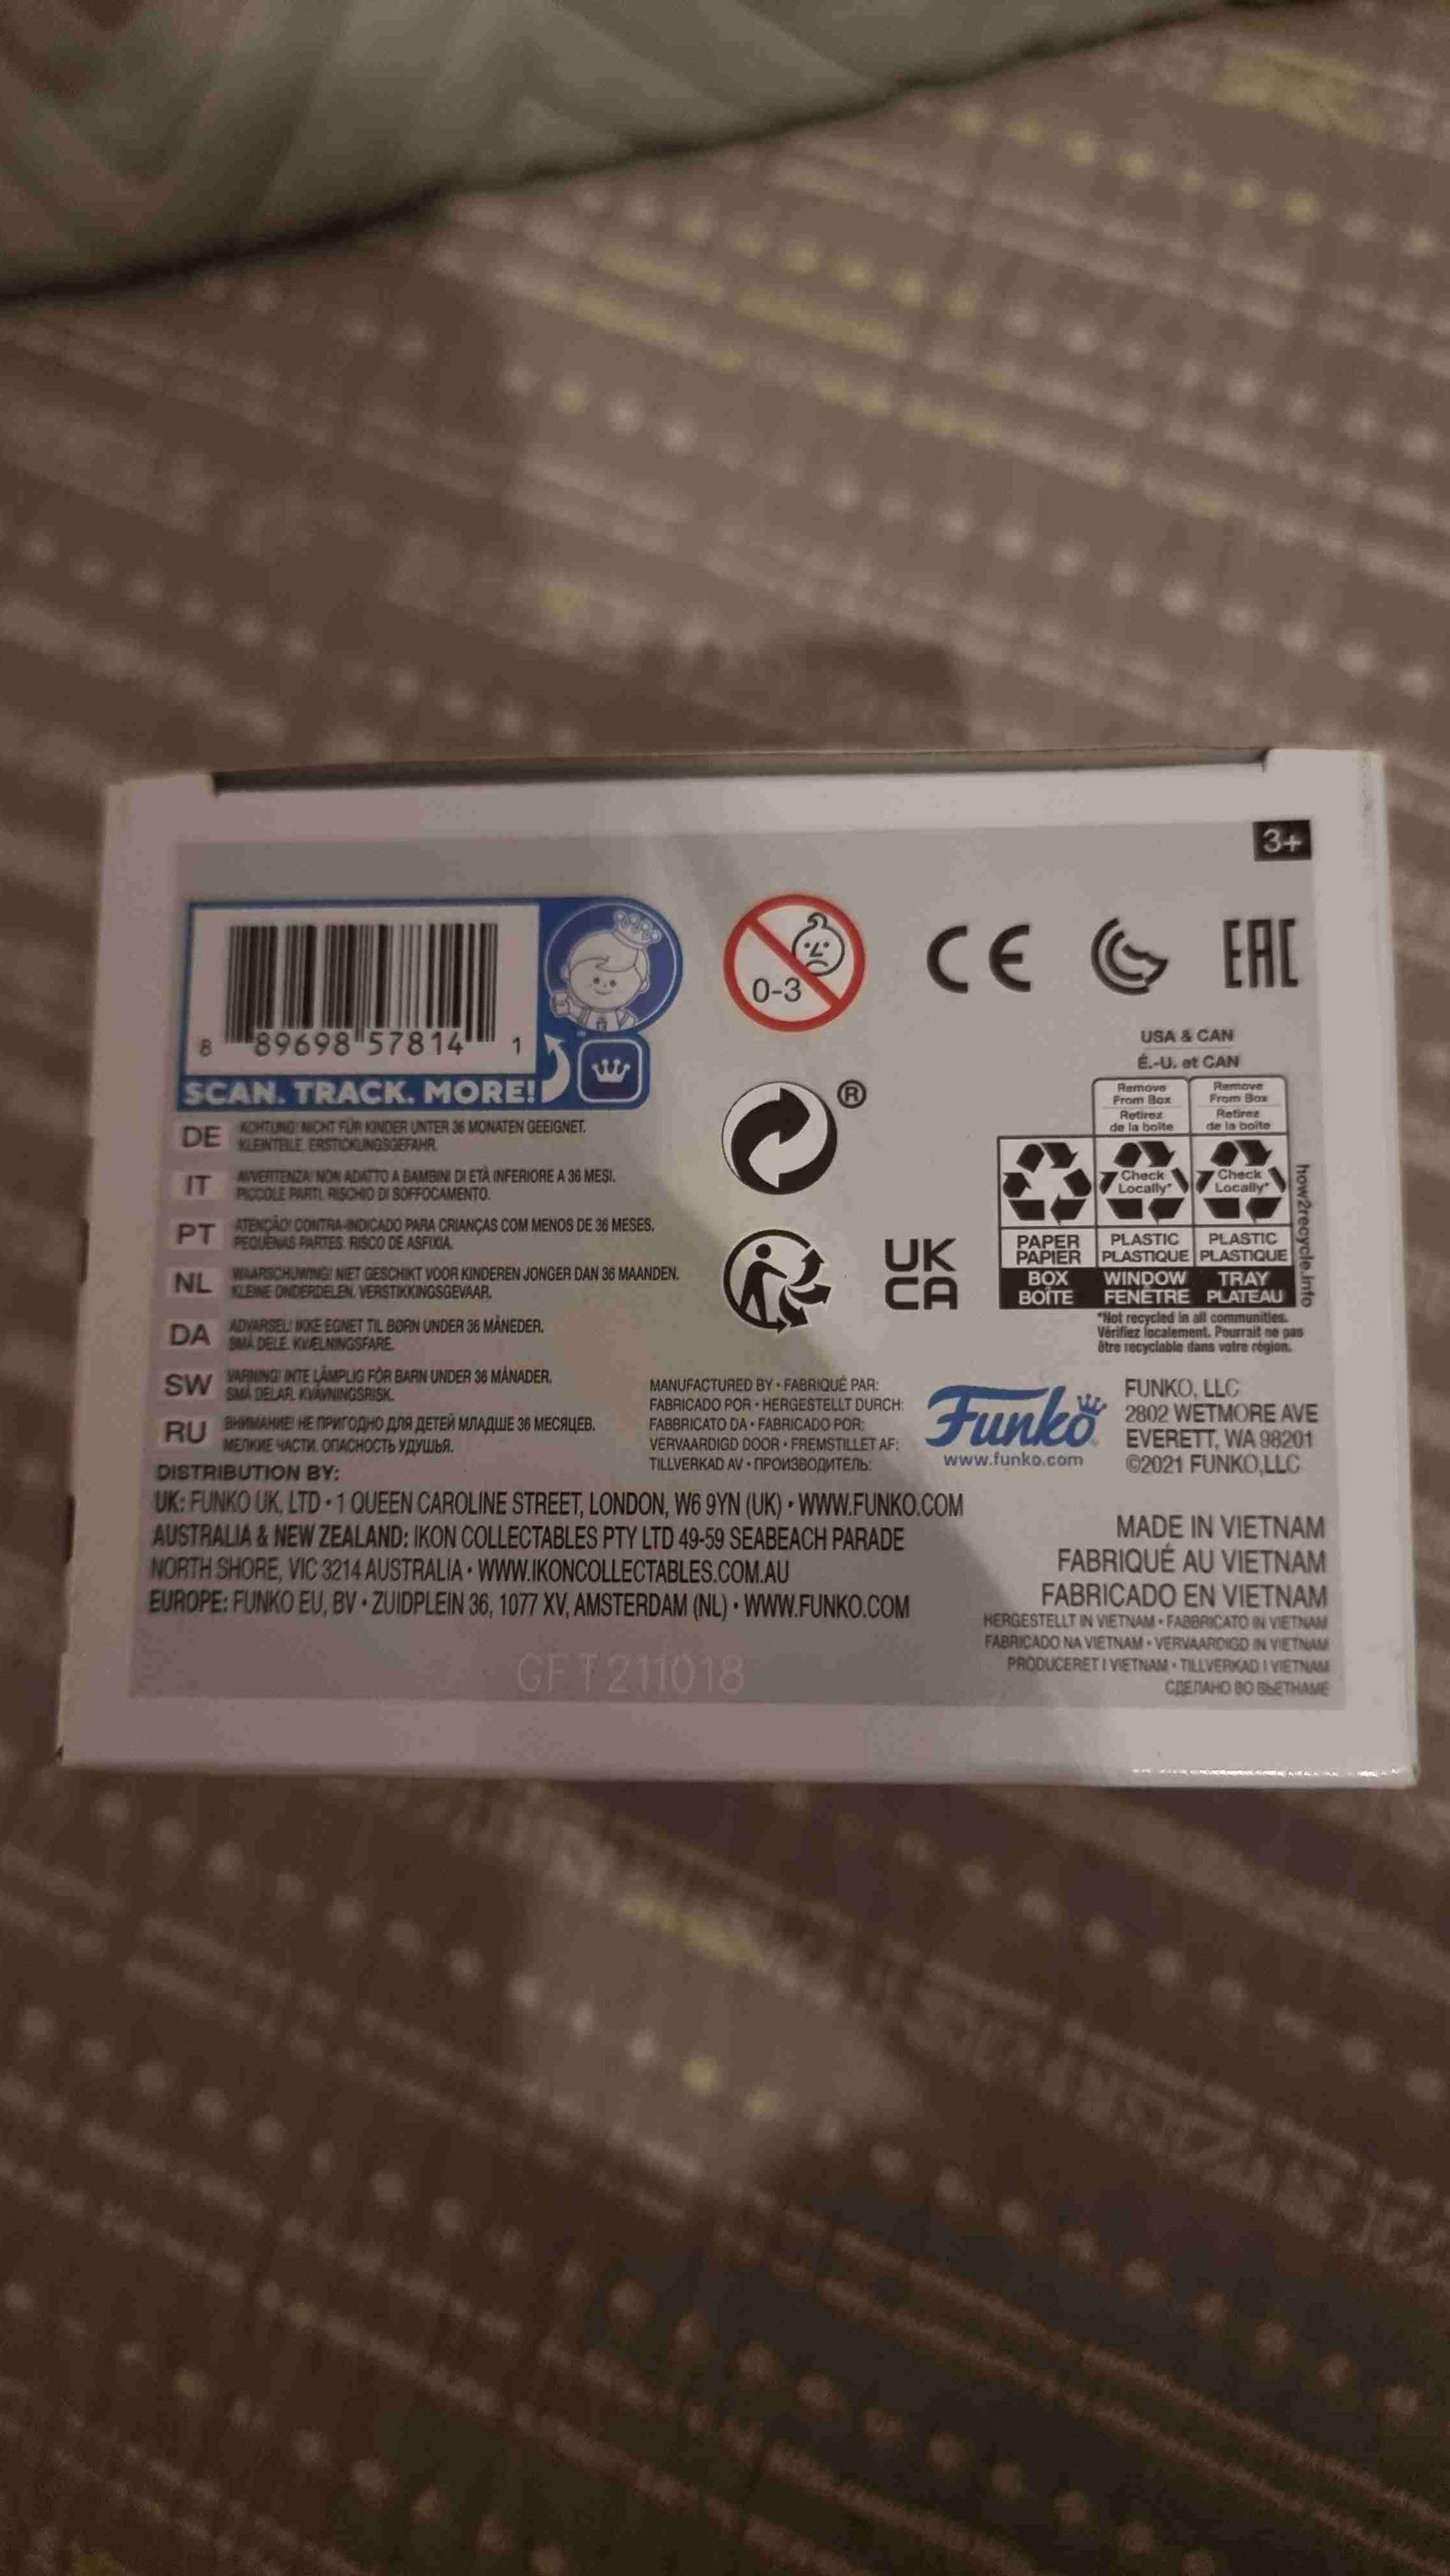 3+
8 89698 57814 1
SCAN. TRACK. MORE!
0-3
CE
EAC
DE ACHTUNG! NICHT FÜR KINDER UNTER 36 MONATEN GEEIGNET.
KLEINTEILE. ERSTICKUNGSGEFAHR.
IT AVVERTENZA! NON ADATTO A BAMBINI DI ETÀ INFERIORE A 36 MESI.
PICCOLE PARTI. RISCHIO DI SOFFOCAMENTO.
PT ATENÇÃO! CONTRA-INDICADO PARA CRIANÇAS COM MENOS DE 36 MESES.
PEQUENAS PARTES. RISCO DE ASFIXIA.
NL WAARSCHUWING! NIET GESCHIKT VOOR KINDEREN JONGER DAN 36 MAANDEN.
KLEINE ONDERDELEN. VERSTIKKINGSGEVAAR.
DA ADVARSEL! IKKE EGNET TIL BØRN UNDER 36 MÅNEDER.
SMÅ DELE. KVÆLNINGSFARE.
SW VARNING! INTE LÄMPLIG FÖR BARN UNDER 36 MÅNADER.
SMÅ DELAR. KVÄVNINGSRISK.
RU ВНИМАНИЕ! НЕ ПРИГОДНО ДЛЯ ДЕТЕЙ МЛАДШЕ 36 МЕСЯЦЕВ.
МЕЛКИЕ ЧАСТИ. ОПАСНОСТЬ УДУШЬЯ.
®
UK
CA
USA & CAN
É.-U. et CAN
Remove Remove
From Box From Box
Retirez Retirez
de la boîte de la boîte
Check Check
Locally* Locally*
PAPER PLASTIC PLASTIC
PAPIER PLASTIQUE PLASTIQUE
BOX WINDOW TRAY
BOÎTE FENÊTRE PLATEAU
how2recycle.info
*Not recycled in all communities.
Vérifiez localement. Pourrait ne pas
être recyclable dans votre région.
MANUFACTURED BY • FABRIQUÉ PAR:
FABRICADO POR • HERGESTELLT DURCH:
FABBRICATO DA • FABRICADO POR:
VERVAARDIGD DOOR • FREMSTILLET AF:
TILLVERKAD AV • ПРОИЗВОДИТЕЛЬ:
Funko
www.funko.com
FUNKO, LLC
2802 WETMORE AVE
EVERETT, WA 98201
©2021 FUNKO,LLC
DISTRIBUTION BY:
UK: FUNKO UK, LTD • 1 QUEEN CAROLINE STREET, LONDON, W6 9YN (UK) • WWW.FUNKO.COM
AUSTRALIA & NEW ZEALAND: IKON COLLECTABLES PTY LTD 49-59 SEABEACH PARADE
NORTH SHORE, VIC 3214 AUSTRALIA • WWW.IKONCOLLECTABLES.COM.AU
EUROPE: FUNKO EU, BV • ZUIDPLEIN 36, 1077 XV, AMSTERDAM (NL) • WWW.FUNKO.COM
MADE IN VIETNAM
FABRIQUÉ AU VIETNAM
FABRICADO EN VIETNAM
HERGESTELLT IN VIETNAM • FABBRICATO IN VIETNAM
FABRICADO NA VIETNAM • VERVAARDIGD IN VIETNAM
PRODUCERET I VIETNAM • TILLVERKAD I VIETNAM
СДЕЛАНО ВО ВЬЕТНАМЕ
GFT211018